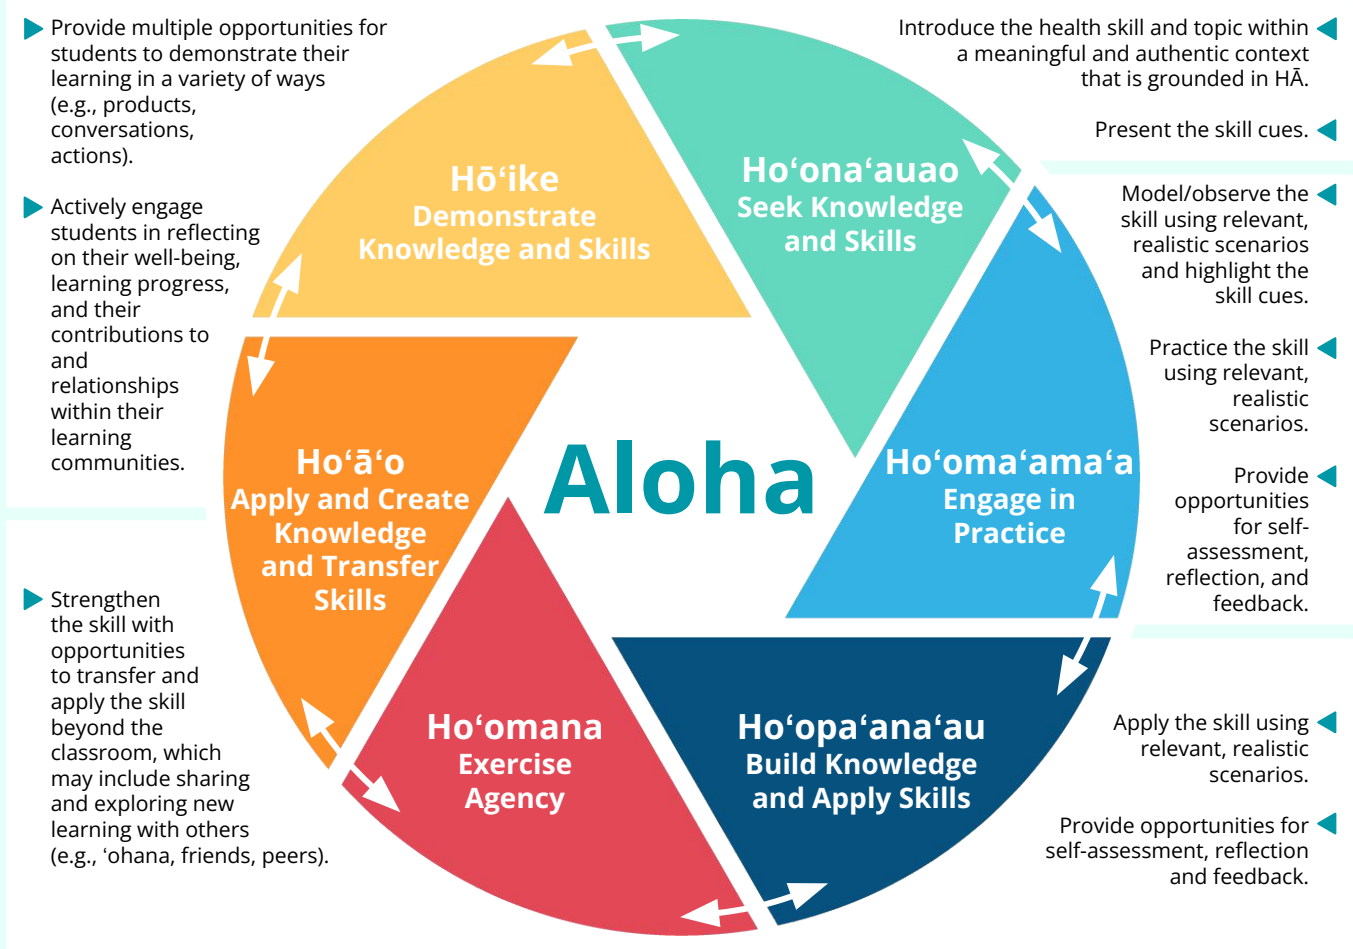 Provide multiple opportunities for
students to demonstrate their
learning in a variety of ways
(e.g., products,
conversations,
actions).
Actively engage
students in reflecting
on their well-being,
learning progress,
and their
contributions to
and
relationships
within their
learning
communities.
Strengthen
the skill with
opportunities
to transfer and
apply the skill
beyond the
classroom, which
may include sharing
and exploring new
learning with others
(e.g., ʻohana, friends, peers).
Hōʻike
Demonstrate
Knowledge and Skills
Hoʻonaʻauao
Seek Knowledge
and Skills
Hoʻomaʻamaʻa
Engage in
Practice
Hoʻopaʻanaʻau
Build Knowledge
and Apply Skills
Hoʻomana
Exercise
Agency
Hoʻāʻo
Apply and Create
Knowledge
and Transfer
Skills
Aloha
Introduce the health skill and topic within
a meaningful and authentic context
that is grounded in HĀ.
Present the skill cues.
Model/observe the
skill using relevant,
realistic scenarios
and highlight the
skill cues.
Practice the skill
using relevant,
realistic
scenarios.
Provide
opportunities
for self-
assessment,
reflection, and
feedback.
Apply the skill using
relevant, realistic
scenarios.
Provide opportunities for
self-assessment, reflection
and feedback.